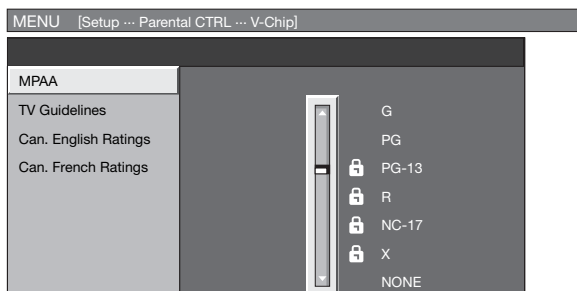 MENU [Setup ··· Parental CTRL ··· V-Chip]
MPAA
TV Guidelines
Can. English Ratings
Can. French Ratings
G
PG
PG-13
R
NC-17
X
NONE